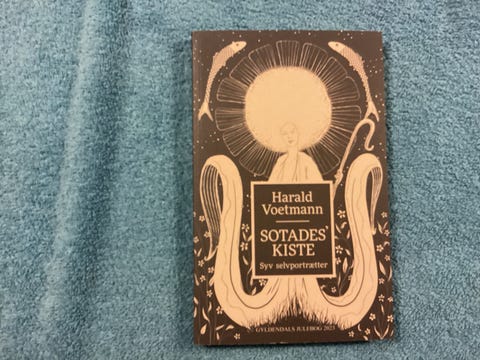 Harald
Voetmann
SOTADES'
KISTE
Syv selvportrætter
GYLDENDALS JULEBOG 2023